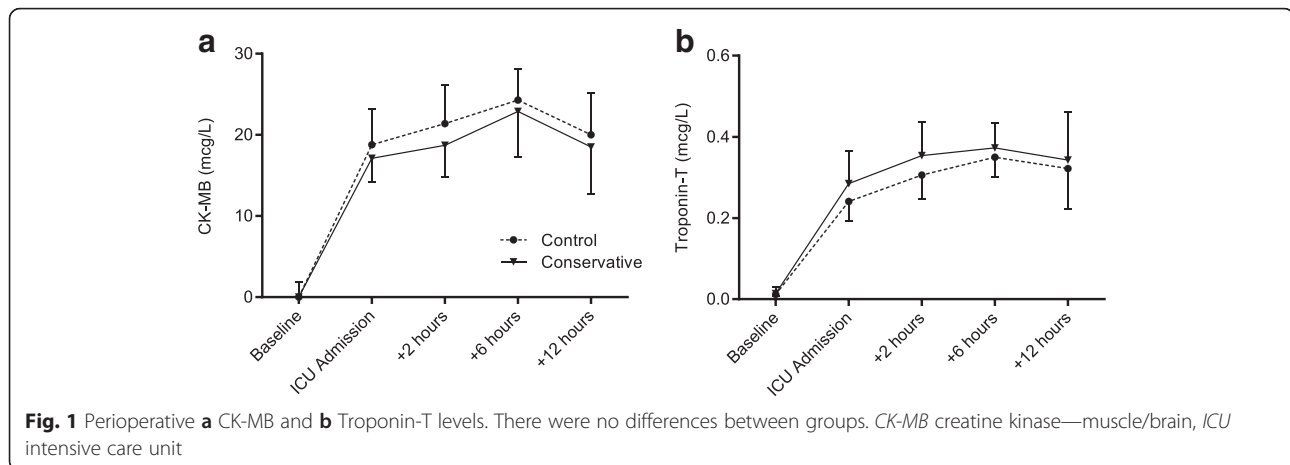 a
30
20
10
0
CK-MB (mcg/L)
Control
Conservative
Baseline
ICU Admission
+2 hours
+6 hours
+12 hours
b
0.6
0.4
0.2
0.0
Troponin-T (mcg/L)
Baseline
ICU Admission
+2 hours
+6 hours
+12 hours
Fig. 1 Perioperative a CK-MB and b Troponin-T levels. There were no differences between groups. CK-MB creatine kinase—muscle/brain, ICU
intensive care unit